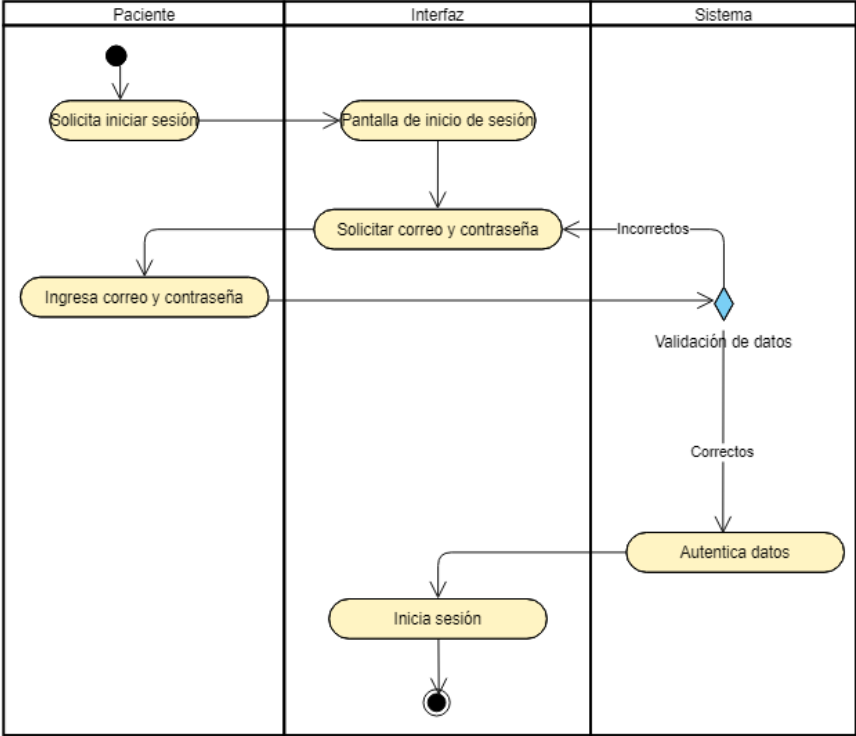 Paciente
Interfaz
Sistema
Solicita iniciar sesión
Pantalla de inicio de sesión
Solicitar correo y contraseña
Incorrectos
Ingresa correo y contraseña
Validación de datos
Correctos
Autentica datos
Inicia sesión